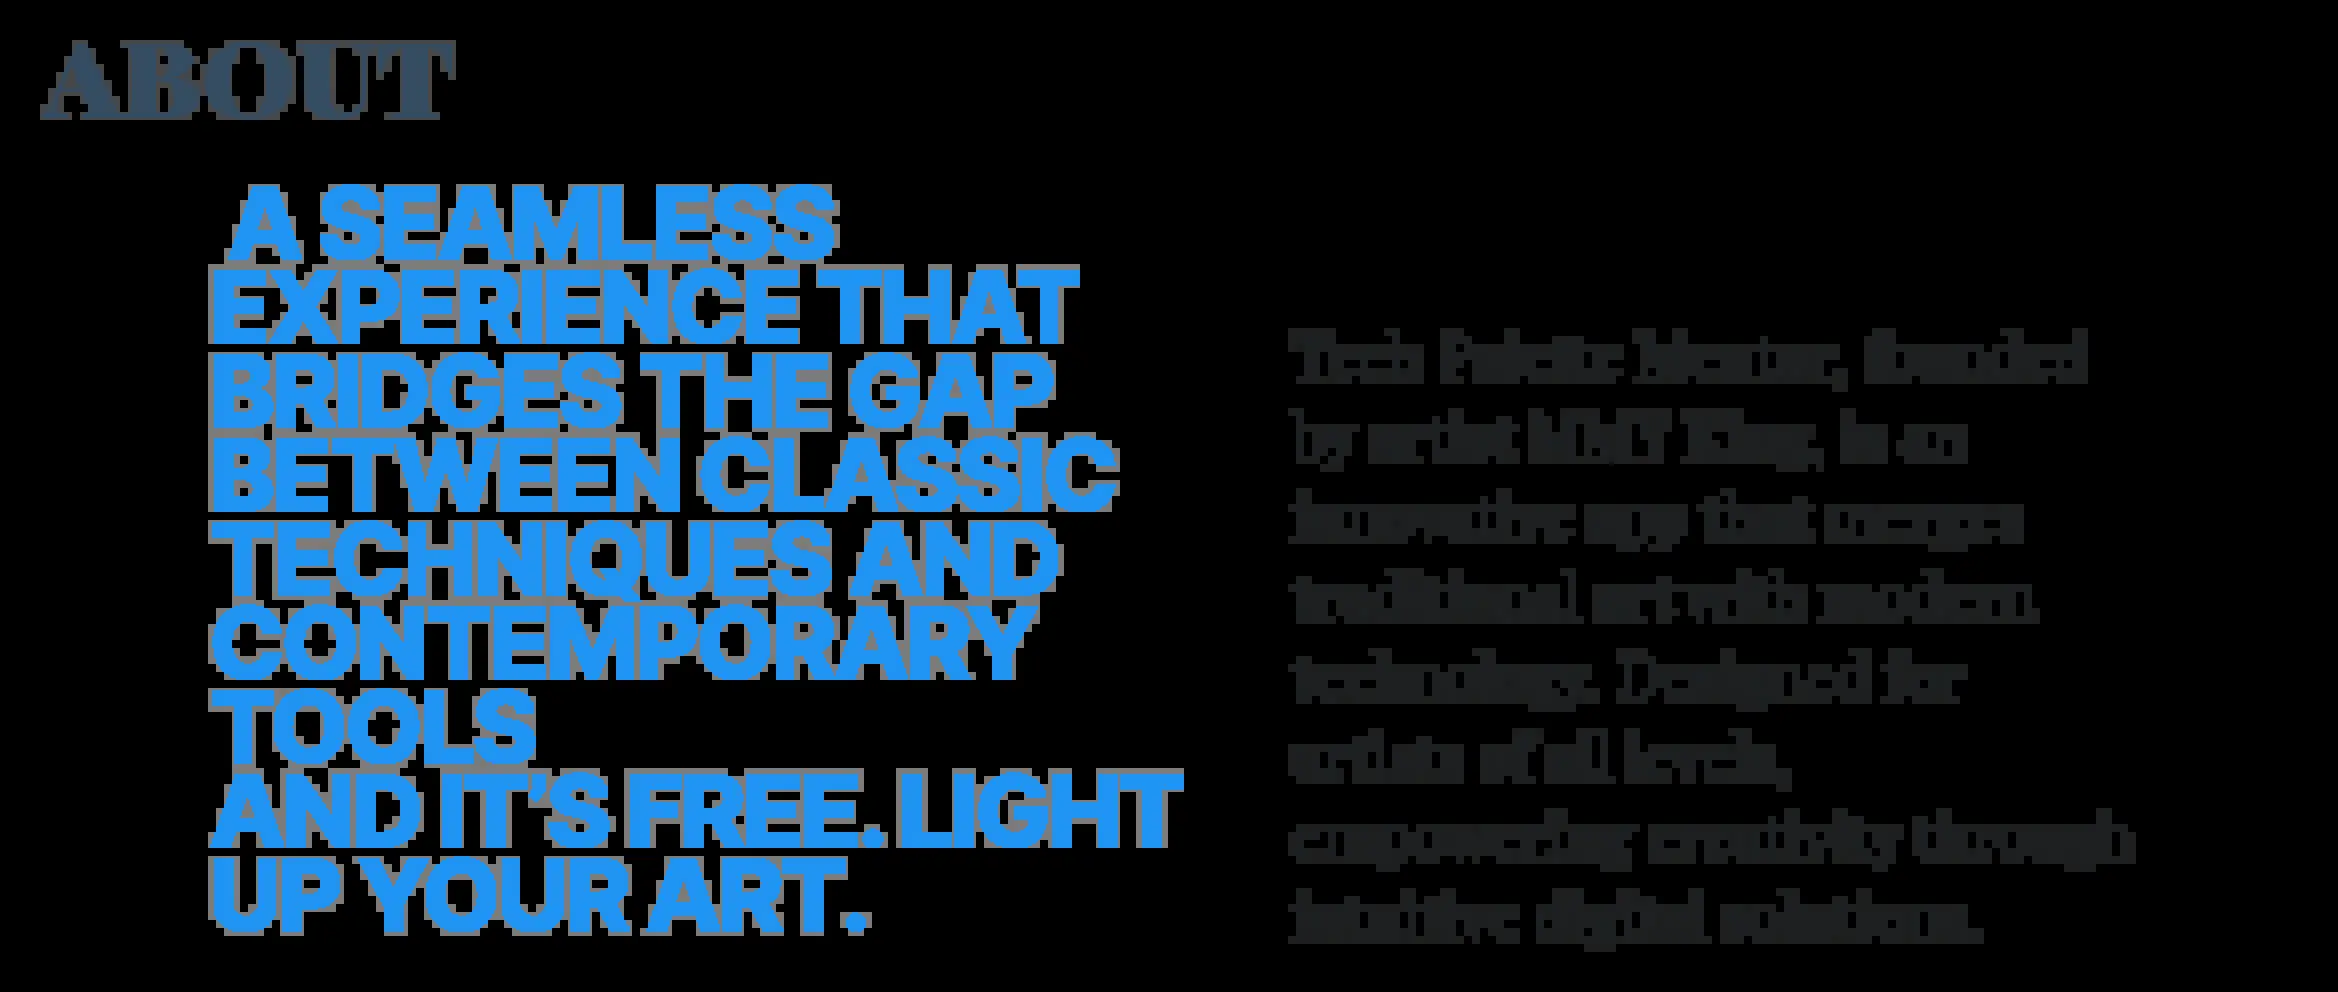 ABOUT
A SEAMLESS
EXPERIENCE THAT
BRIDGES THE GAP
BETWEEN CLASSIC
TECHNIQUES AND
CONTEMPORARY
TOOLS
AND IT'S FREE. LIGHT
UP YOUR ART.
Tech Palette Mentor, founded
by artist King, is an
innovative app that merges
traditional art with modern
technology. Designed for
artists of all levels,
empowering creativity through
intuitive digital solutions.